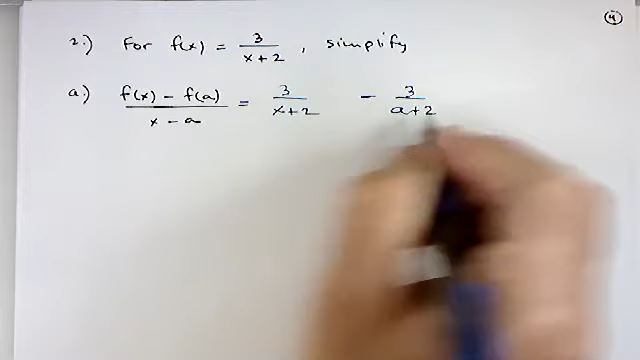 4
2.) For f(x) = 3/(x+2), simplify
a.) (f(x) - f(a))/(x - a) = 3/(x+2) - 3/(a+2)